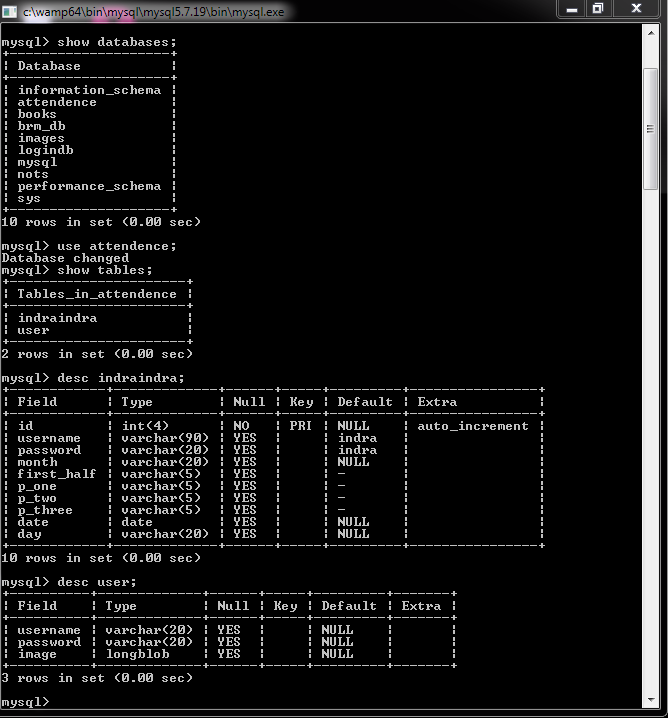 c:\wamp64\bin\mysql\mysql5.7.19\bin\mysql.exe
mysql> show databases;
+--------------------+
| Database           |
+--------------------+
| information_schema |
| attendence         |
| books              |
| brm_db             |
| images             |
| logindb            |
| mysql              |
| nots               |
| performance_schema |
| sys                |
+--------------------+
10 rows in set (0.00 sec)
mysql> use attendence;
Database changed
mysql> show tables;
+----------------------+
| Tables_in_attendence |
+----------------------+
| indraindra           |
| user                 |
+----------------------+
2 rows in set (0.00 sec)
mysql> desc indraindra;
+------------+-------------+------+-----+---------+----------------+
| Field      | Type        | Null | Key | Default | Extra          |
+------------+-------------+------+-----+---------+----------------+
| id         | int(4)      | NO   | PRI | NULL    | auto_increment |
| username   | varchar(90) | YES  |     | indra   |                |
| password   | varchar(20) | YES  |     | indra   |                |
| month      | varchar(20) | YES  |     | NULL    |                |
| first_half | varchar(5)  | YES  |     | -       |                |
| p_one      | varchar(5)  | YES  |     | -       |                |
| p_two      | varchar(5)  | YES  |     | -       |                |
| p_three    | varchar(5)  | YES  |     | -       |                |
| date       | date        | YES  |     | NULL    |                |
| day        | varchar(20) | YES  |     | NULL    |                |
+------------+-------------+------+-----+---------+----------------+
10 rows in set (0.00 sec)
mysql> desc user;
+----------+-------------+------+-----+---------+-------+
| Field    | Type        | Null | Key | Default | Extra |
+----------+-------------+------+-----+---------+-------+
| username | varchar(20) | YES  |     | NULL    |       |
| password | varchar(20) | YES  |     | NULL    |       |
| image    | longblob    | YES  |     | NULL    |       |
+----------+-------------+------+-----+---------+-------+
3 rows in set (0.00 sec)
mysql>